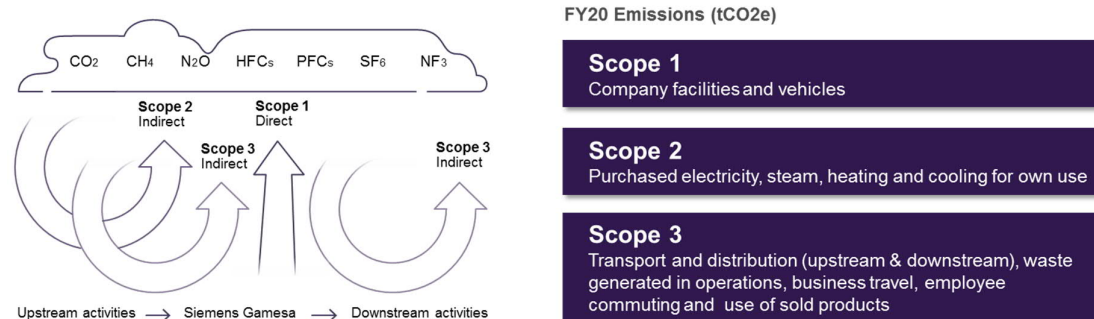 CO2 CH4 N2O HFCs PFCs SF6 NF3
Scope 2
Indirect
Scope 1
Direct
Scope 3
Indirect
Scope 3
Indirect
Upstream activities → Siemens Gamesa → Downstream activities
FY20 Emissions (tCO2e)
Scope 1
Company facilities and vehicles
Scope 2
Purchased electricity, steam, heating and cooling for own use
Scope 3
Transport and distribution (upstream & downstream), waste
generated in operations, business travel, employee
commuting and use of sold products